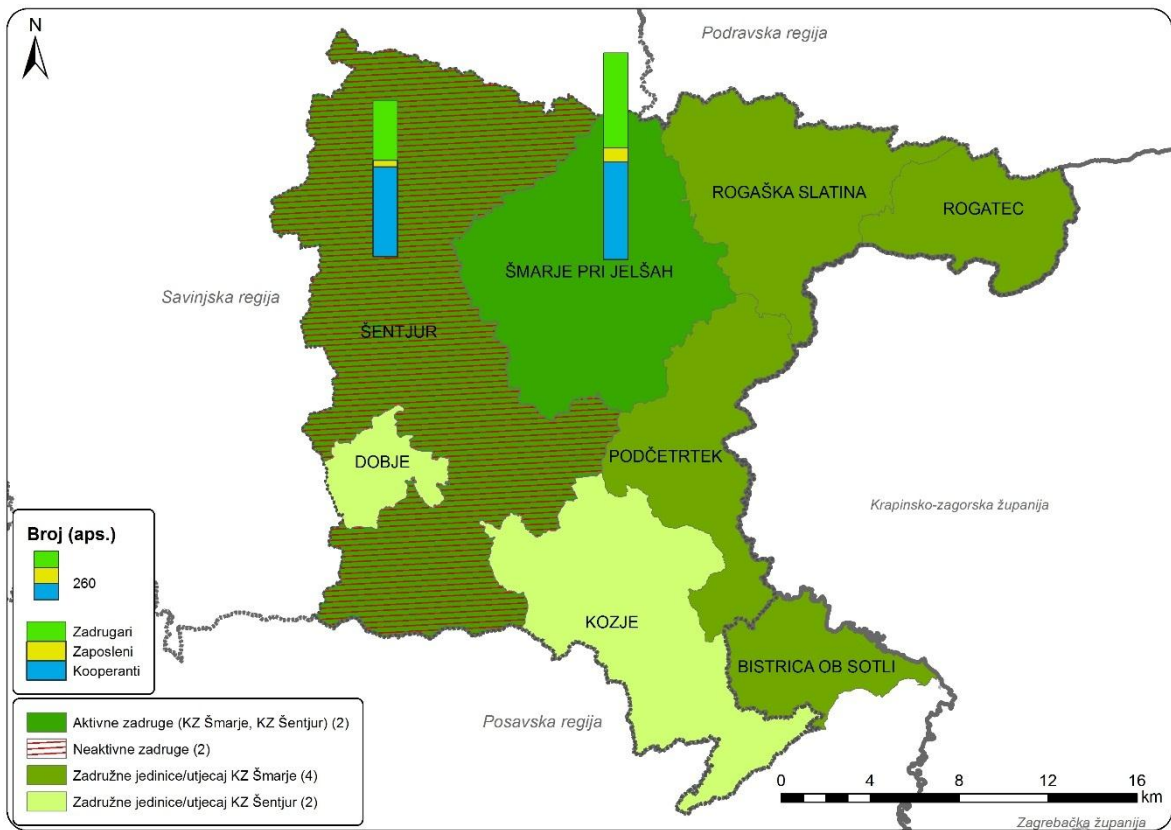 N
Podravska regija
ROGAŠKA SLATINA
ROGATEC
ŠMARJE PRI JELŠAH
Savinjska regija
ŠENTJUR
DOBJE
PODČETRTEK
Krapinsko-zagorska županija
KOZJE
BISTRICA OB SOTLI
Posavska regija
Broj (aps.)
260
Zadrugari
Zaposleni
Kooperanti
Aktivne zadruge (KZ Šmarje, KZ Šentjur) (2)
Neaktivne zadruge (2)
Zadružne jedinice/utjecaj KZ Šmarje (4)
Zadružne jedinice/utjecaj KZ Šentjur (2)
0 4 8 12 16
km
Zagrebačka županija